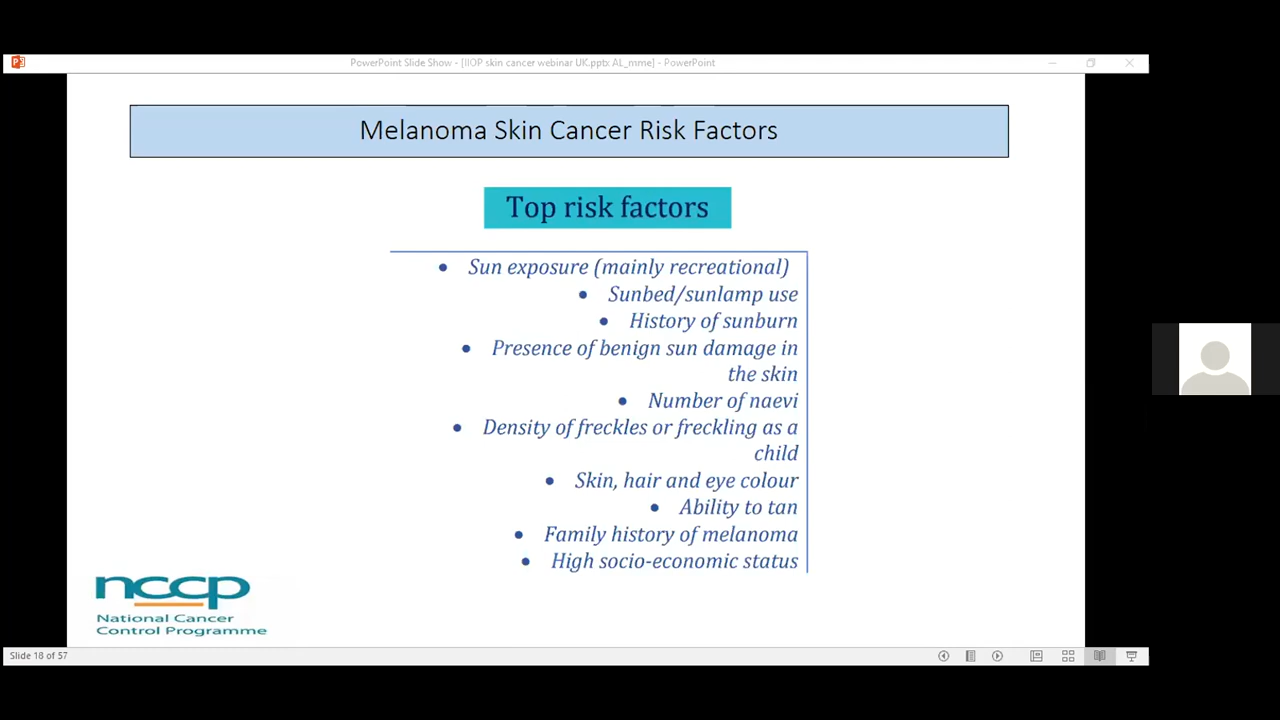 PowerPoint Slide Show - [IIOP skin cancer webinar UK.pptx AL_mme] - PowerPoint
Melanoma Skin Cancer Risk Factors
Top risk factors
• Sun exposure (mainly recreational)
• Sunbed/sunlamp use
• History of sunburn
• Presence of benign sun damage in
the skin
• Number of naevi
• Density of freckles or freckling as a
child
• Skin, hair and eye colour
• Ability to tan
• Family history of melanoma
• High socio-economic status
nccp
National Cancer
Control Programme
Slide 18 of 57